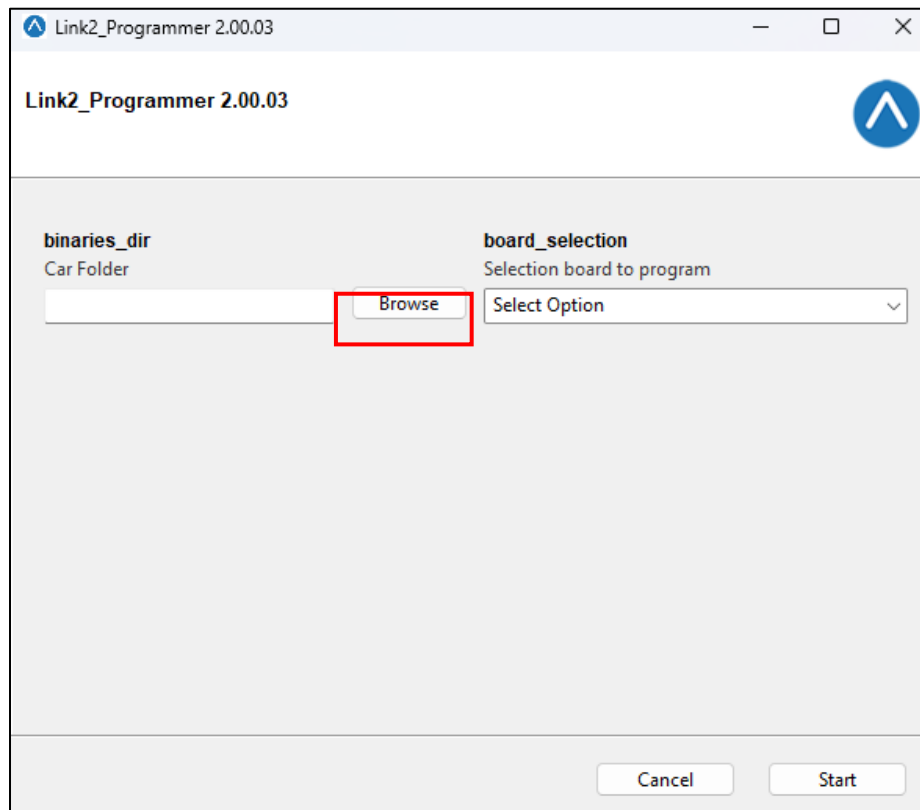 Link2_Programmer 2.00.03
Link2_Programmer 2.00.03
binaries_dir
Car Folder
Browse
board_selection
Selection board to program
Select Option
Cancel
Start